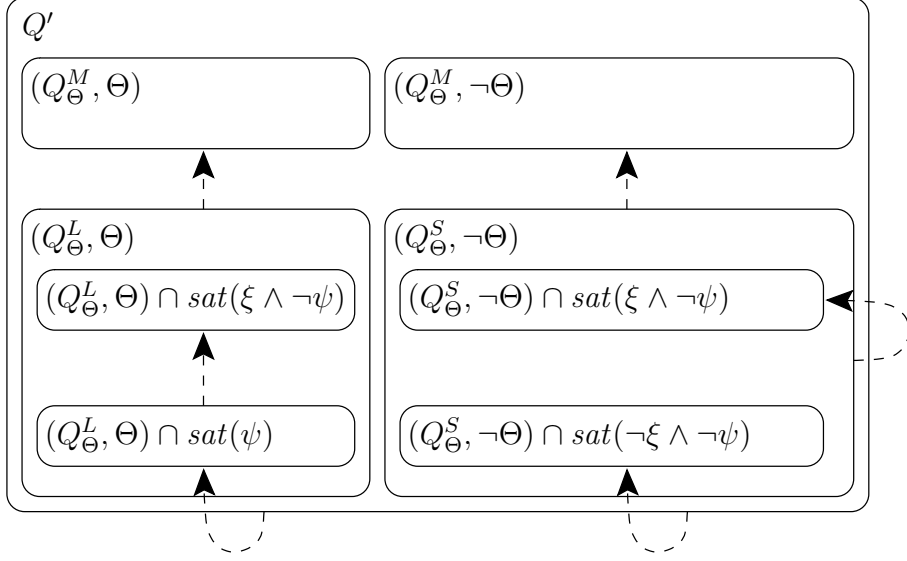 Q′
(Q^M_Θ, Θ)
(Q^M_Θ, ¬Θ)
(Q^L_Θ, Θ)
(Q^S_Θ, ¬Θ)
(Q^L_Θ, Θ) ∩ sat(ξ ∧ ¬ψ)
(Q^S_Θ, ¬Θ) ∩ sat(ξ ∧ ¬ψ)
(Q^L_Θ, Θ) ∩ sat(ψ)
(Q^S_Θ, ¬Θ) ∩ sat(¬ξ ∧ ¬ψ)